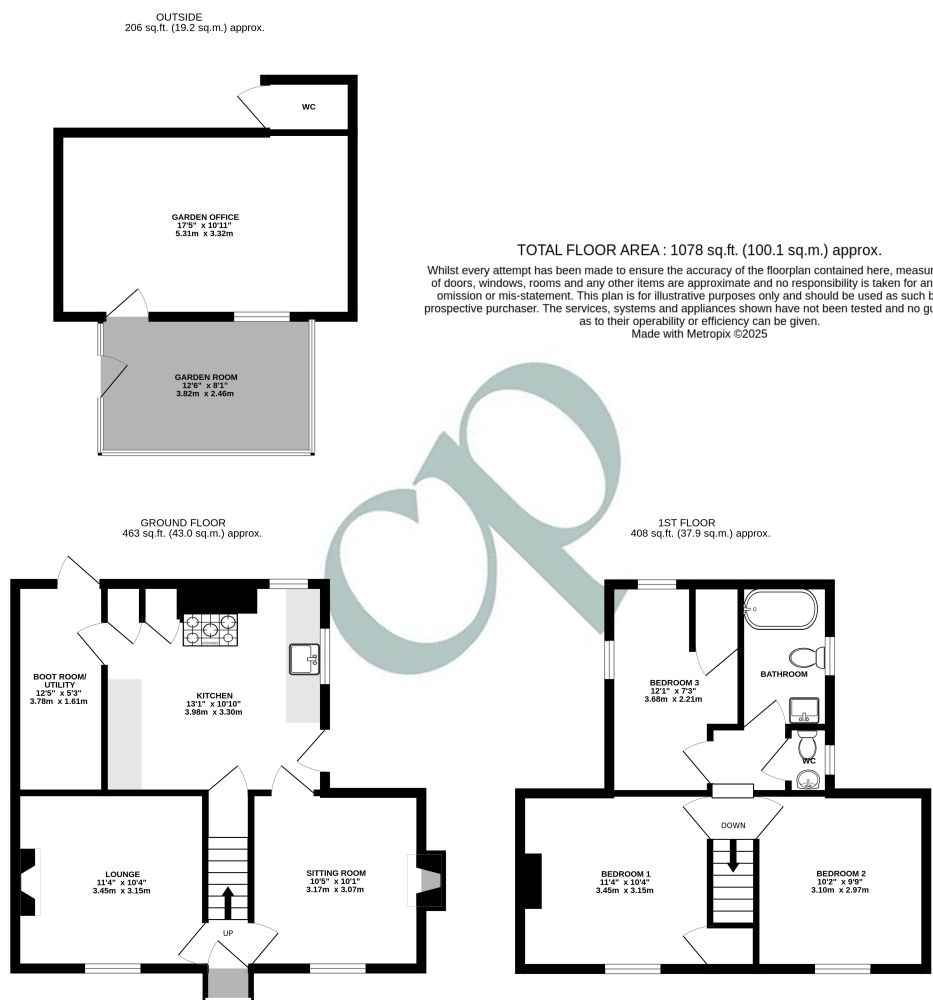 OUTSIDE
206 sq.ft. (19.2 sq.m.) approx.
WC
GARDEN OFFICE
17'5" x 10'11"
5.31m x 3.32m
GARDEN ROOM
12'6" x 8'1"
3.82m x 2.46m
TOTAL FLOOR AREA : 1078 sq.ft. (100.1 sq.m.) approx.
Whilst every attempt has been made to ensure the accuracy of the floorplan contained here, measur
of doors, windows, rooms and any other items are approximate and no responsibility is taken for an
omission or mis-statement. This plan is for illustrative purposes only and should be used as such b
prospective purchaser. The services, systems and appliances shown have not been tested and no gu
as to their operability or efficiency can be given.
Made with Metropix ©2025
cp
GROUND FLOOR
463 sq.ft. (43.0 sq.m.) approx.
BOOT ROOM/
UTILITY
12'5" x 5'3"
3.78m x 1.61m
KITCHEN
13'1" x 10'10"
3.98m x 3.30m
LOUNGE
11'4" x 10'4"
3.45m x 3.15m
UP
SITTING ROOM
10'5" x 10'1"
3.17m x 3.07m
1ST FLOOR
408 sq.ft. (37.9 sq.m.) approx.
BEDROOM 3
12'1" x 7'3"
3.68m x 2.21m
BATHROOM
WC
DOWN
BEDROOM 1
11'4" x 10'4"
3.45m x 3.15m
BEDROOM 2
10'2" x 9'9"
3.10m x 2.97m